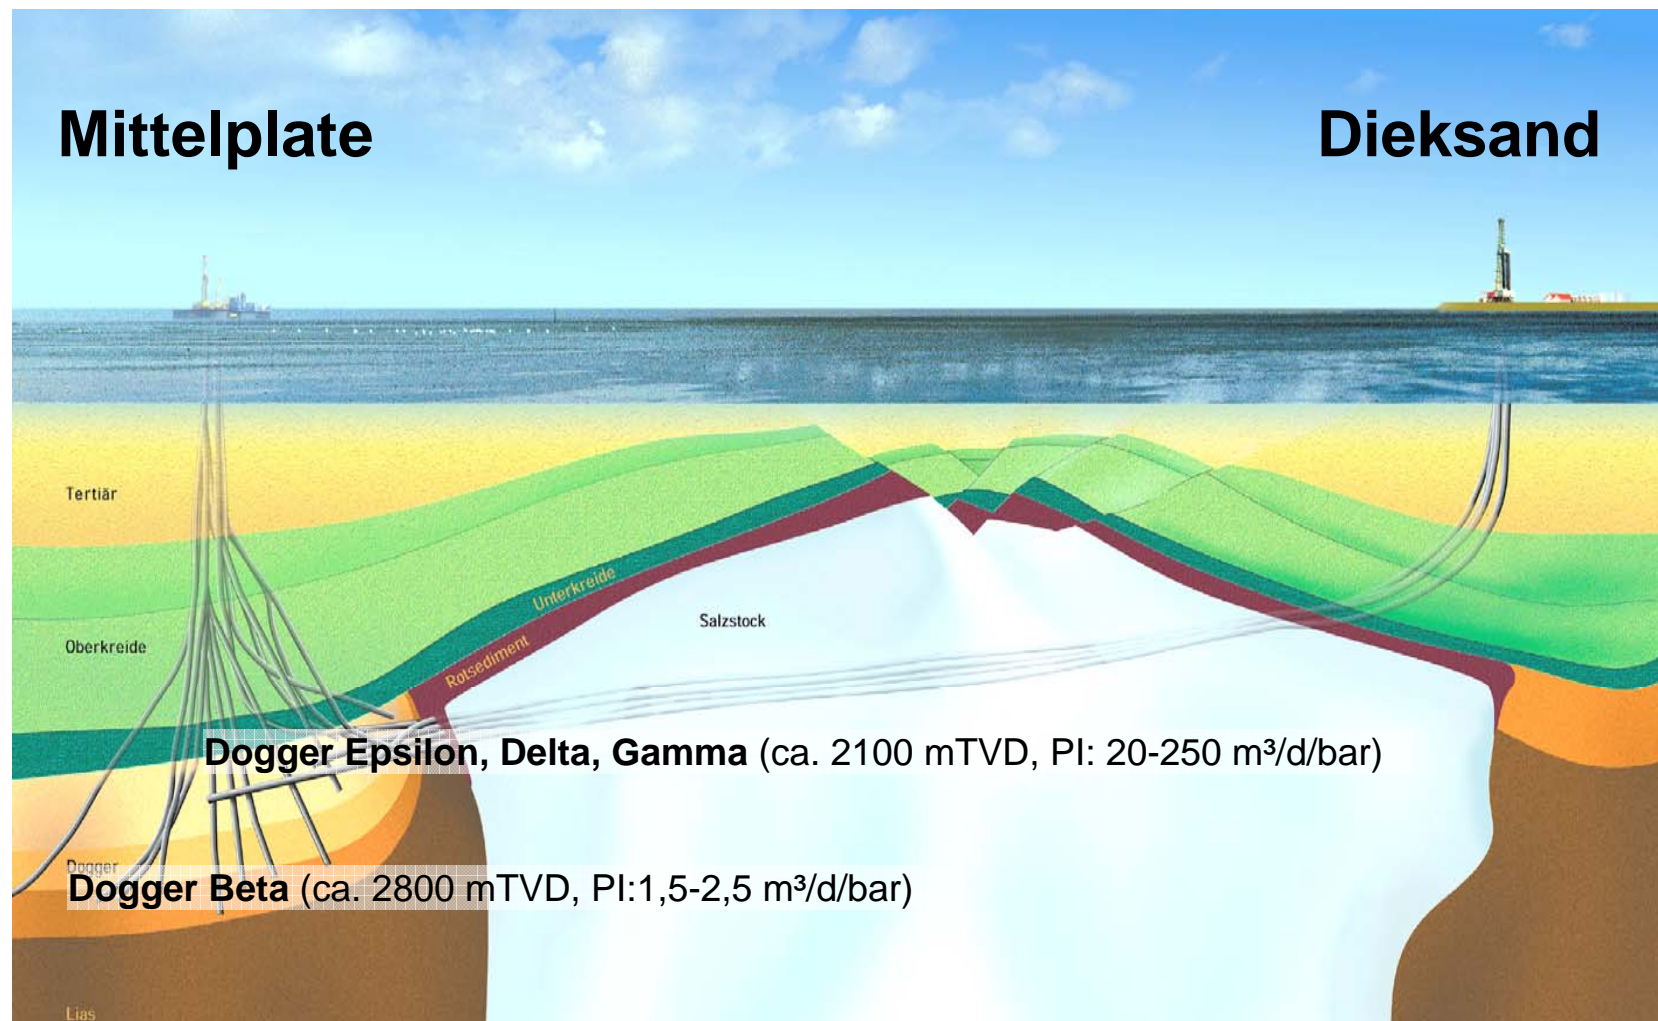 Mittelplate
Dieksand
Tertiär
Unterkreide
Salzstock
Oberkreide
Rotsediment
Dogger Epsilon, Delta, Gamma (ca. 2100 mTVD, PI: 20-250 m³/d/bar)
Dogger
Dogger Beta (ca. 2800 mTVD, PI:1,5-2,5 m³/d/bar)
Lias